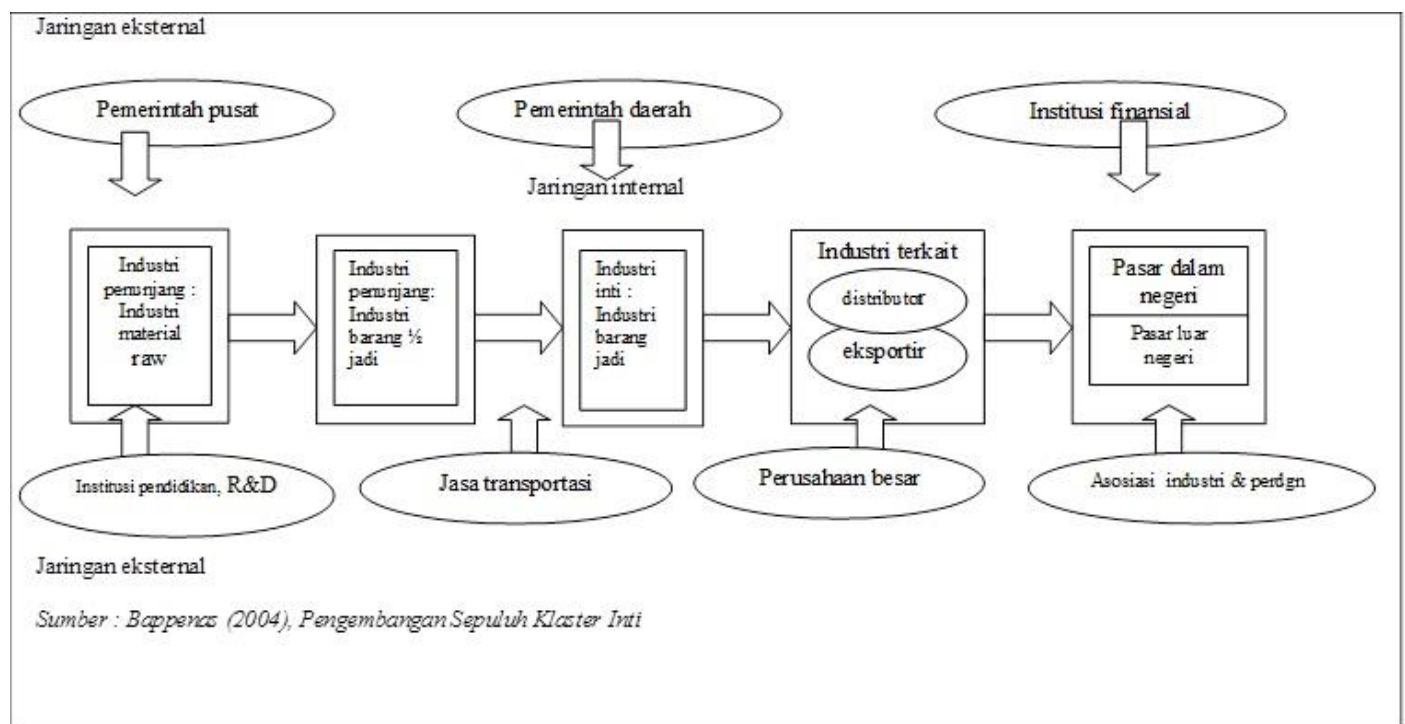 Jaringan eksternal
Pemerintah pusat
Pemerintah daerah
Institusi finansial
Jaringan internal
Industri
penunjang :
Industri
material
raw
Industri
penunjang:
Industri
barang ½
jadi
Industri
inti :
Industri
barang
jadi
Industri terkait
distributor
eksportir
Pasar dalam
negeri
Pasar luar
negeri
Institusi pendidikan, R&D
Jasa transportasi
Perusahaan besar
Asosiasi industri & perdgn
Jaringan eksternal
Sumber : Bappenas (2004), Pengembangan Sepuluh Klaster Inti